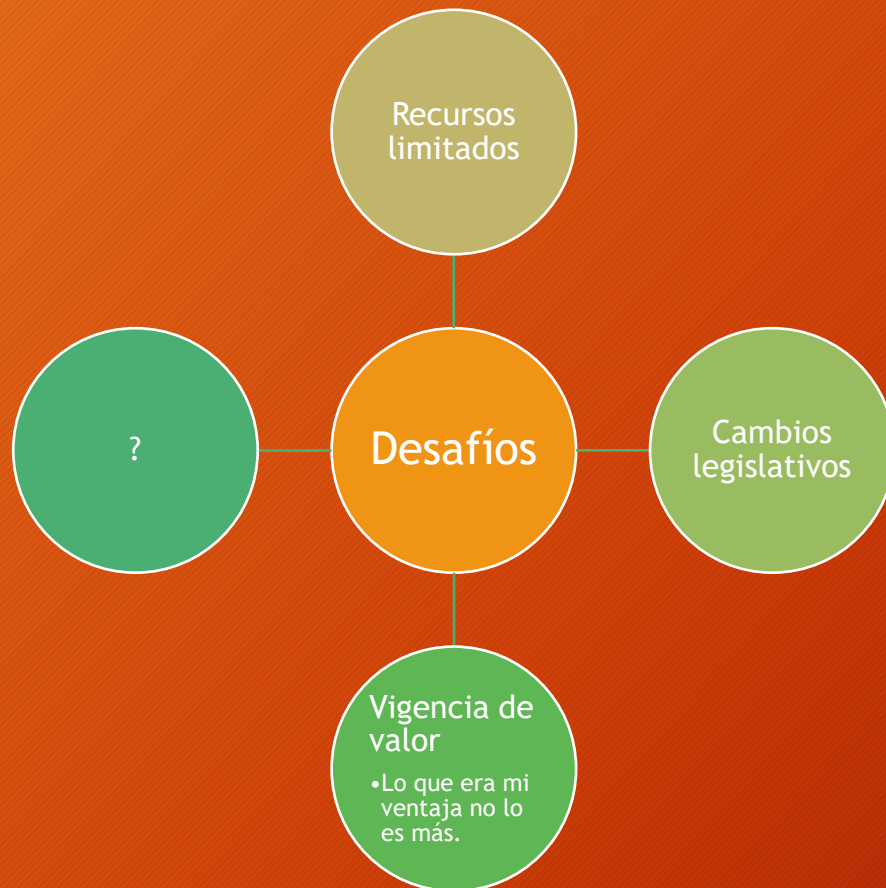 Recursos
limitados
?
Desafíos
Cambios
legislativos
Vigencia de
valor
•Lo que era mi
ventaja no lo
es más.